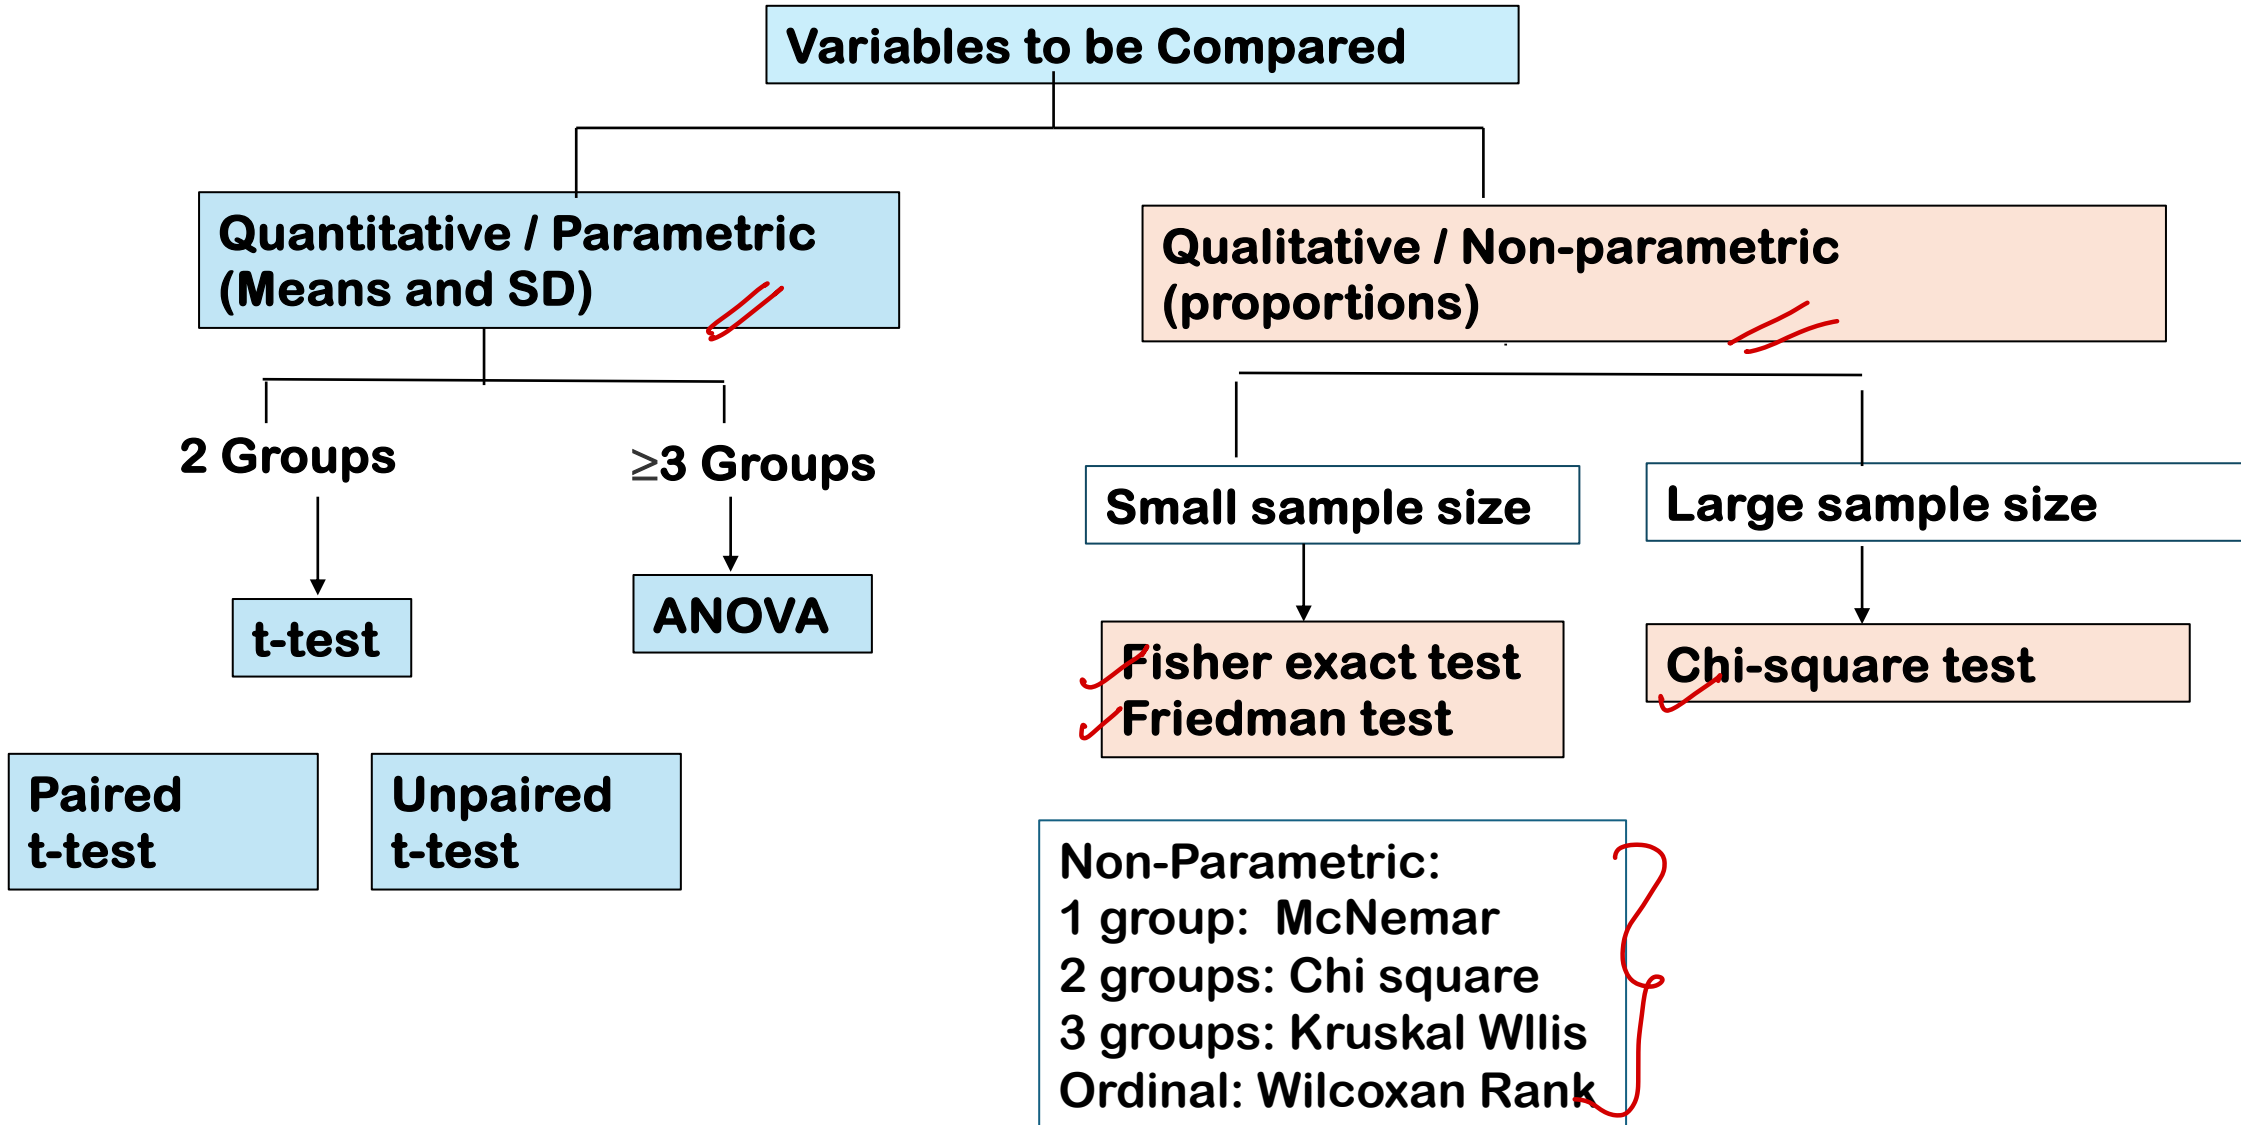 Variables to be Compared
Quantitative / Parametric
(Means and SD)
Qualitative / Non-parametric
(proportions)
2 Groups
≥3 Groups
Small sample size
Large sample size
t-test
ANOVA
Fisher exact test
Friedman test
Chi-square test
Paired
t-test
Unpaired
t-test
Non-Parametric:
1 group: McNemar
2 groups: Chi square
3 groups: Kruskal Wllis
Ordinal: Wilcoxan Rank